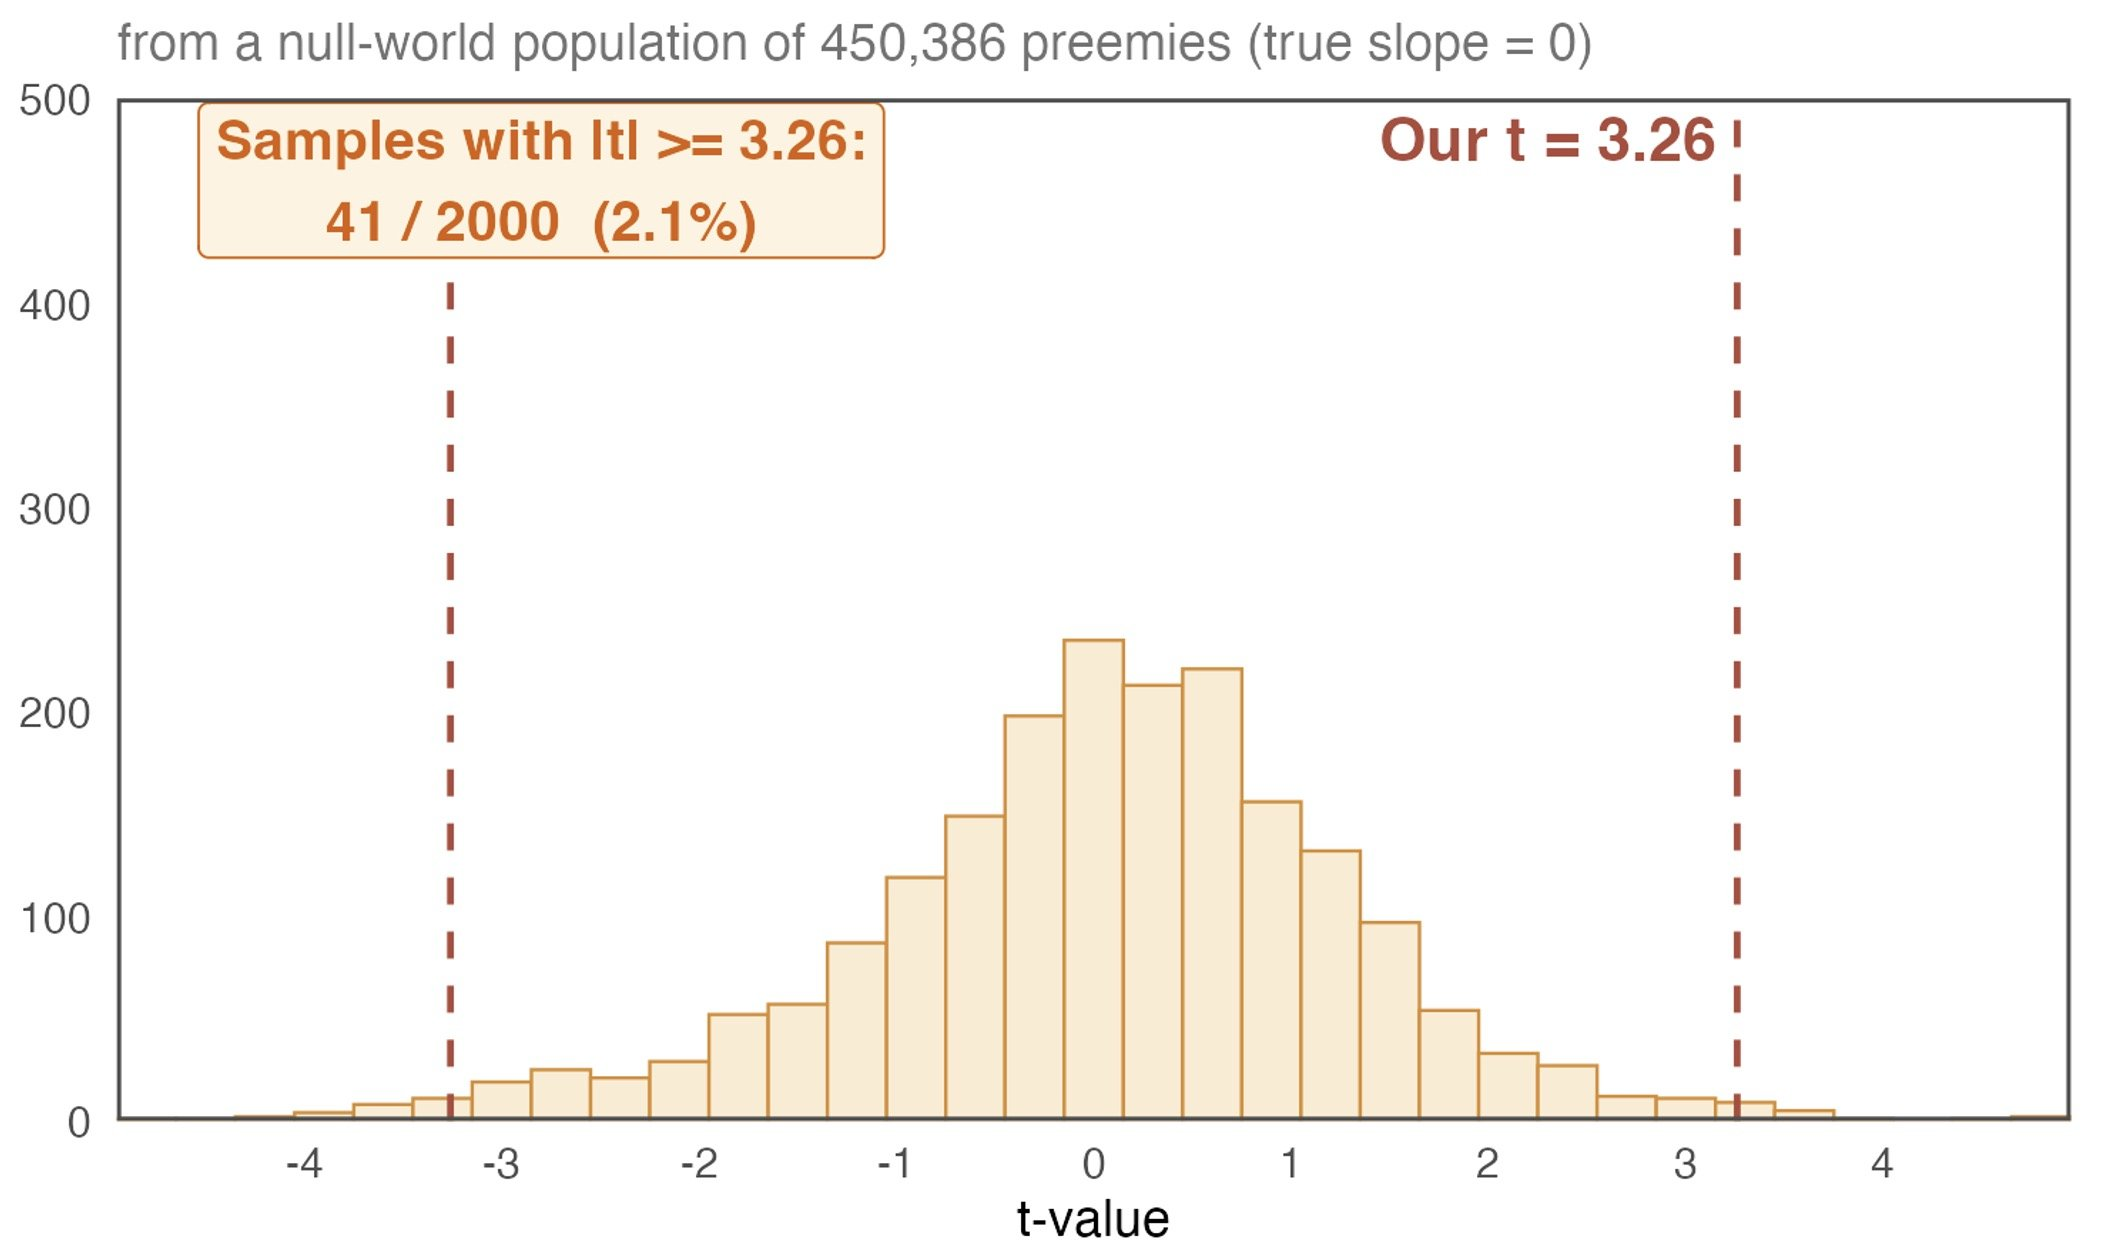 from a null-world population of 450,386 preemies (true slope = 0)
500
Samples with ltl >= 3.26:
41 / 2000 (2.1%)
Our t = 3.26
400
300
200
100
0
-4 -3 -2 -1 0 1 2 3 4
t-value